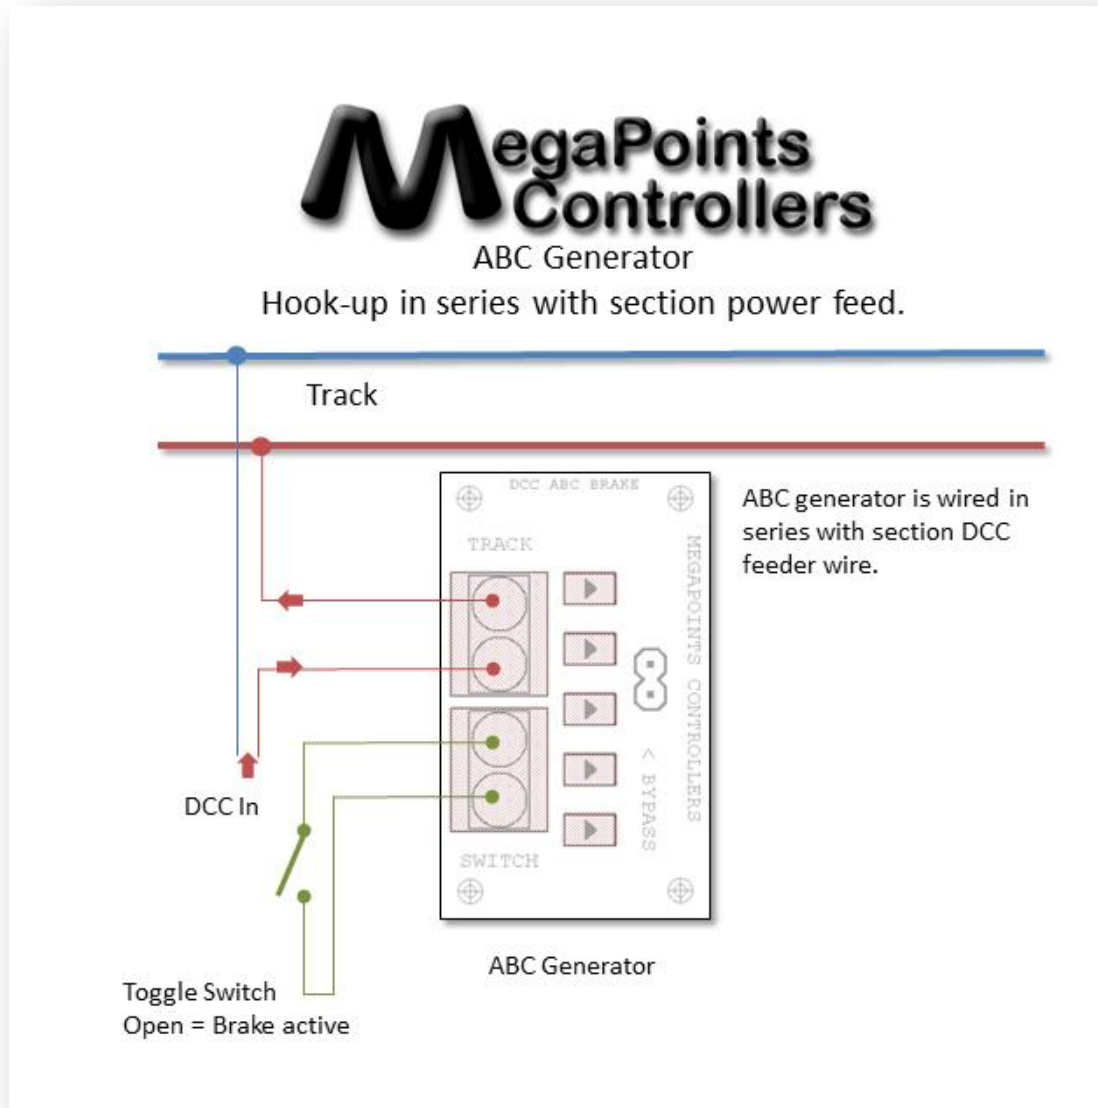 MegaPoints
Controllers
ABC Generator
Hook-up in series with section power feed.
Track
DCC ABC BRAKE
TRACK
MEGAPOINTS CONTROLLERS
ABC generator is wired in
series with section DCC
feeder wire.
< BYPASS
DCC In
SWITCH
ABC Generator
Toggle Switch
Open = Brake active